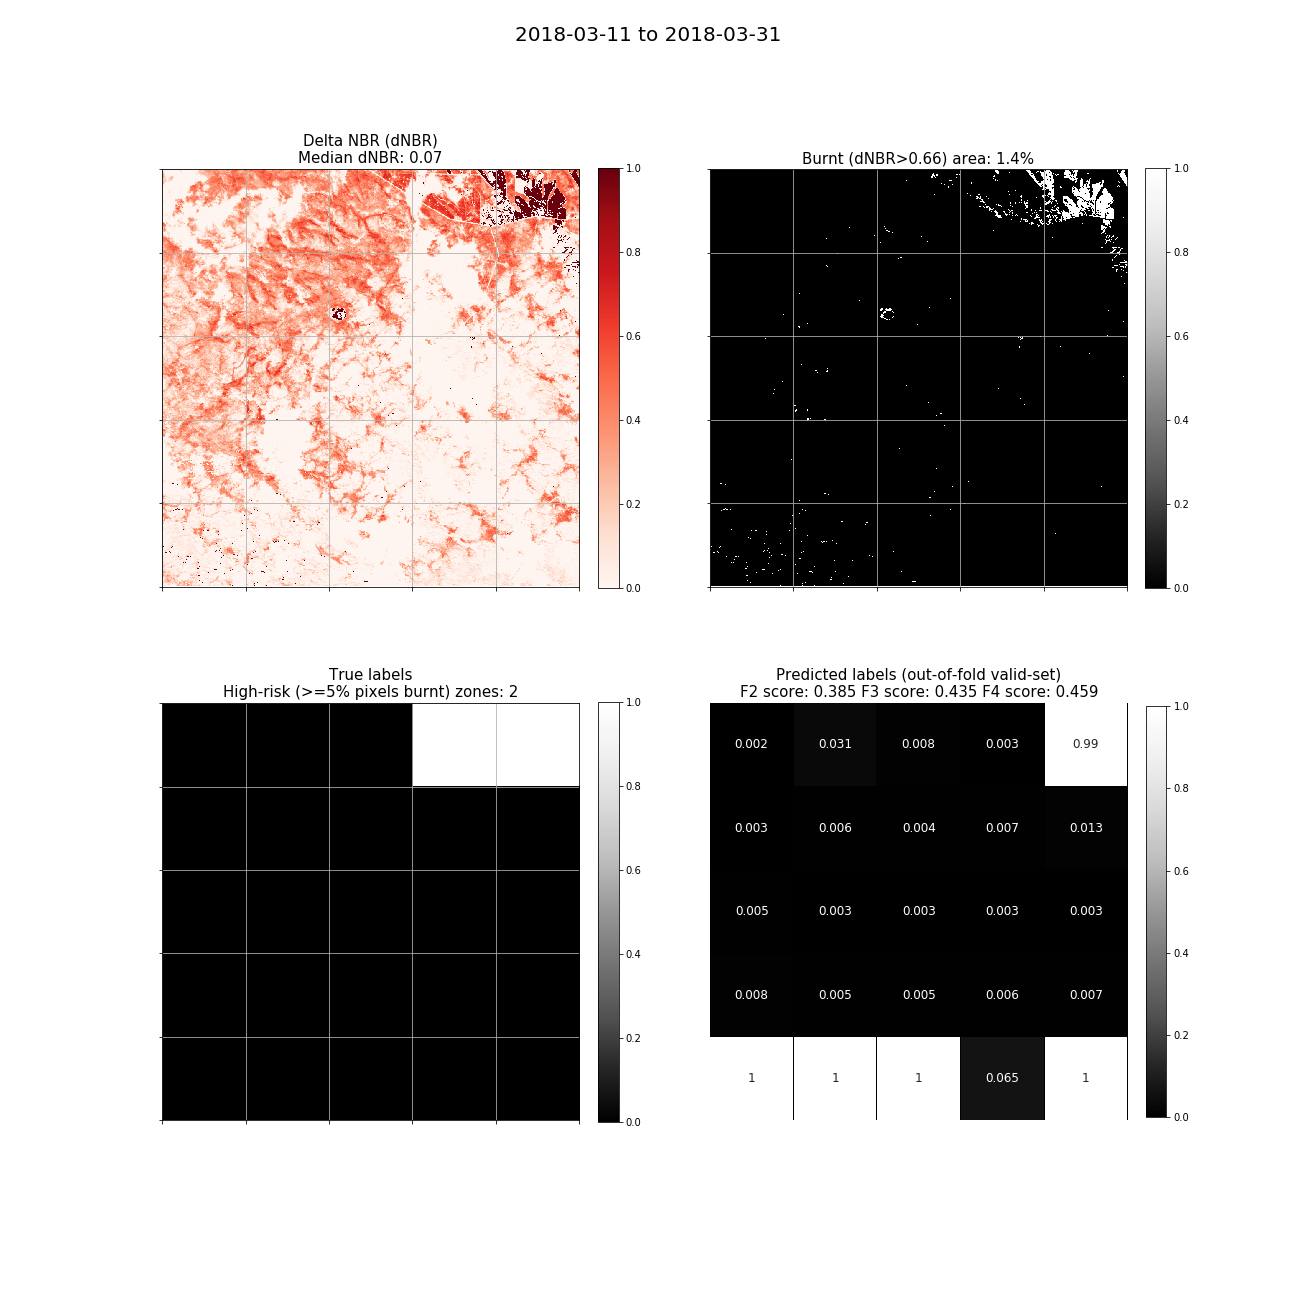 2018-03-11 to 2018-03-31
Delta NBR (dNBR)
Median dNBR: 0.07
1.0
0.8
0.6
0.4
0.2
0.0
Burnt (dNBR>0.66) area: 1.4%
1.0
0.8
0.6
0.4
0.2
0.0
True labels
High-risk (>=5% pixels burnt) zones: 2
1.0
0.8
0.6
0.4
0.2
0.0
Predicted labels (out-of-fold valid-set)
F2 score: 0.385 F3 score: 0.435 F4 score: 0.459
0.002 0.031 0.008 0.003 0.99
0.003 0.006 0.004 0.007 0.013
0.005 0.003 0.003 0.003 0.003
0.008 0.005 0.005 0.006 0.007
1 1 1 0.065 1
1.0
0.8
0.6
0.4
0.2
0.0